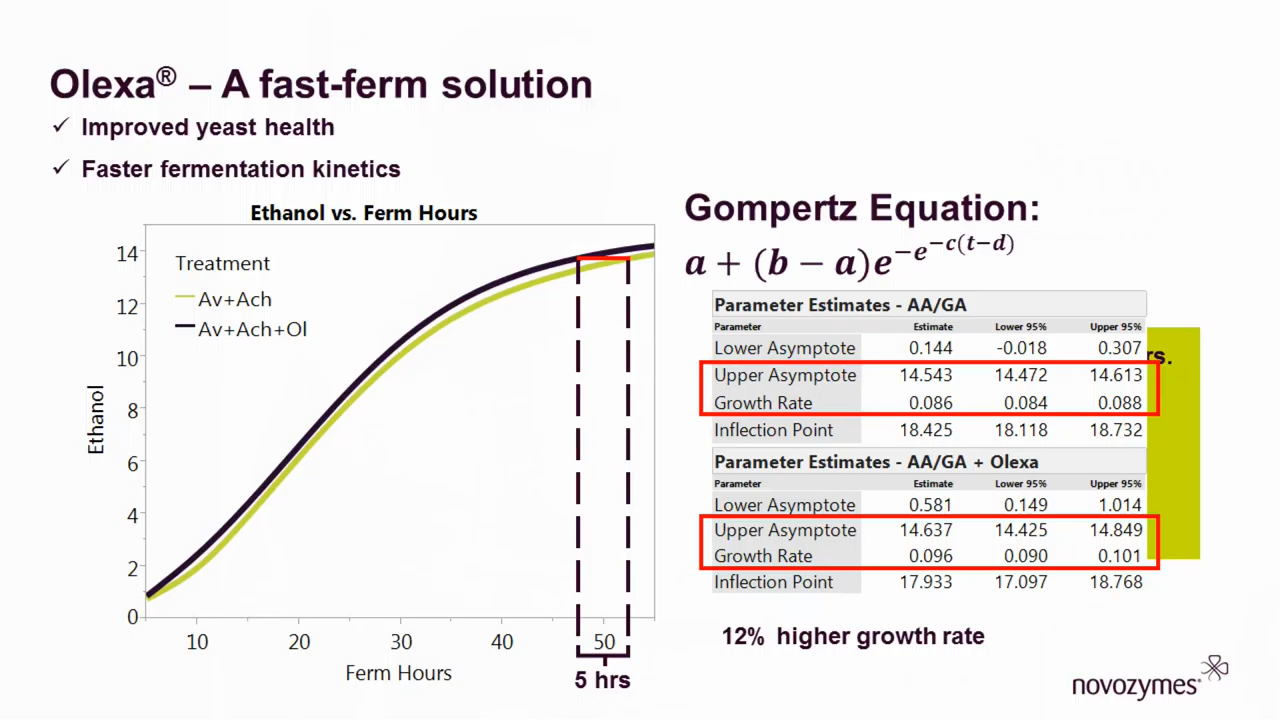 Olexa® – A fast-ferm solution
✓ Improved yeast health
✓ Faster fermentation kinetics
Ethanol vs. Ferm Hours
Treatment
Av+Ach
Av+Ach+Ol
14
12
10
8
6
4
2
0
Ethanol
10 20 30 40 50
Ferm Hours
5 hrs
Gompertz Equation:
a + (b − a)e^{−e^{−c(t−d)}}
Parameter Estimates - AA/GA
Parameter Estimate Lower 95% Upper 95%
Lower Asymptote 0.144 -0.018 0.307
rs.
Upper Asymptote 14.543 14.472 14.613
Growth Rate 0.086 0.084 0.088
Inflection Point 18.425 18.118 18.732
Parameter Estimates - AA/GA + Olexa
Parameter Estimate Lower 95% Upper 95%
Lower Asymptote 0.581 0.149 1.014
Upper Asymptote 14.637 14.425 14.849
Growth Rate 0.096 0.090 0.101
Inflection Point 17.933 17.097 18.768
12% higher growth rate
novozymes